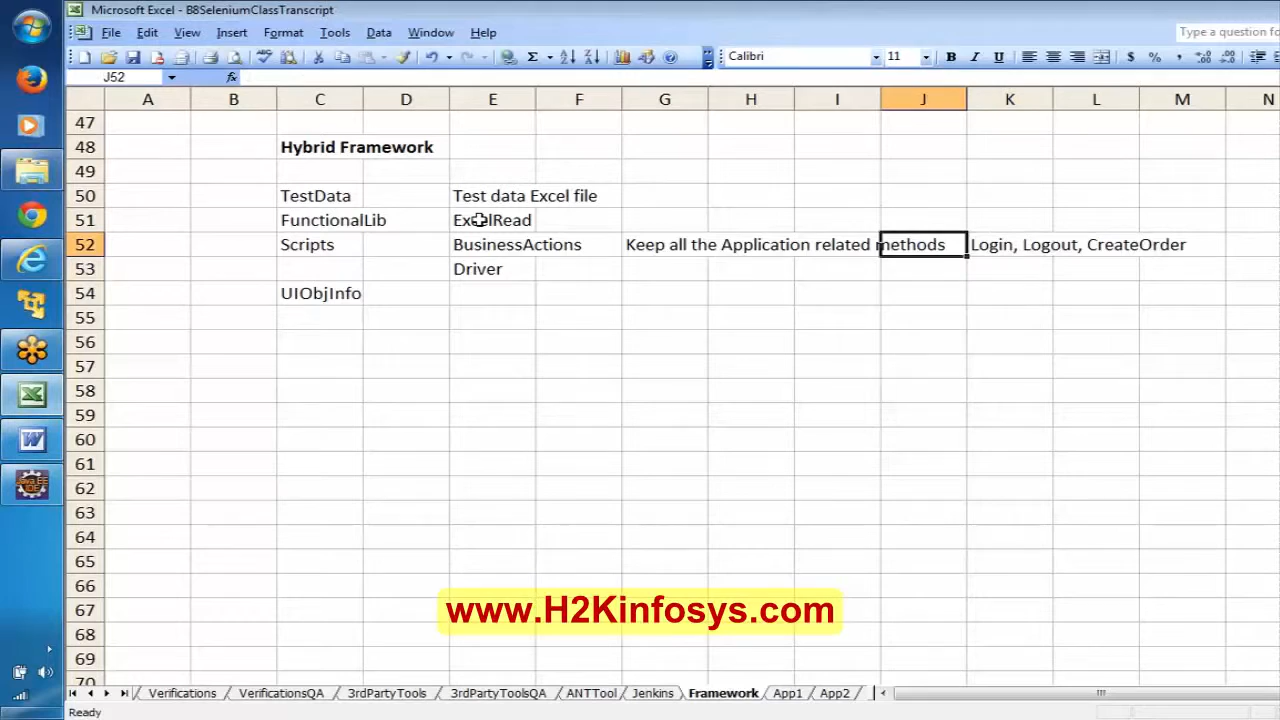 Microsoft Excel - B8SeleniumClassTranscript
File Edit View Insert Format Tools Data Window Help
Type a question fo
Calibri 11 B I U $ % ,
J52 fx
A B C D E F G H I J K L M N
47
48 Hybrid Framework
49
50 TestData Test data Excel file
51 FunctionalLib ExcelRead
52 Scripts BusinessActions Keep all the Application related methods Login, Logout, CreateOrder
53 Driver
54 UIObjInfo
55
56
57
58
59
60
61
62
63
64
65
66
67
68
69
70
www.H2Kinfosys.com
Verifications VerificationsQA 3rdPartyTools 3rdPartyToolsQA ANTTool Jenkins Framework App1 App2
Ready